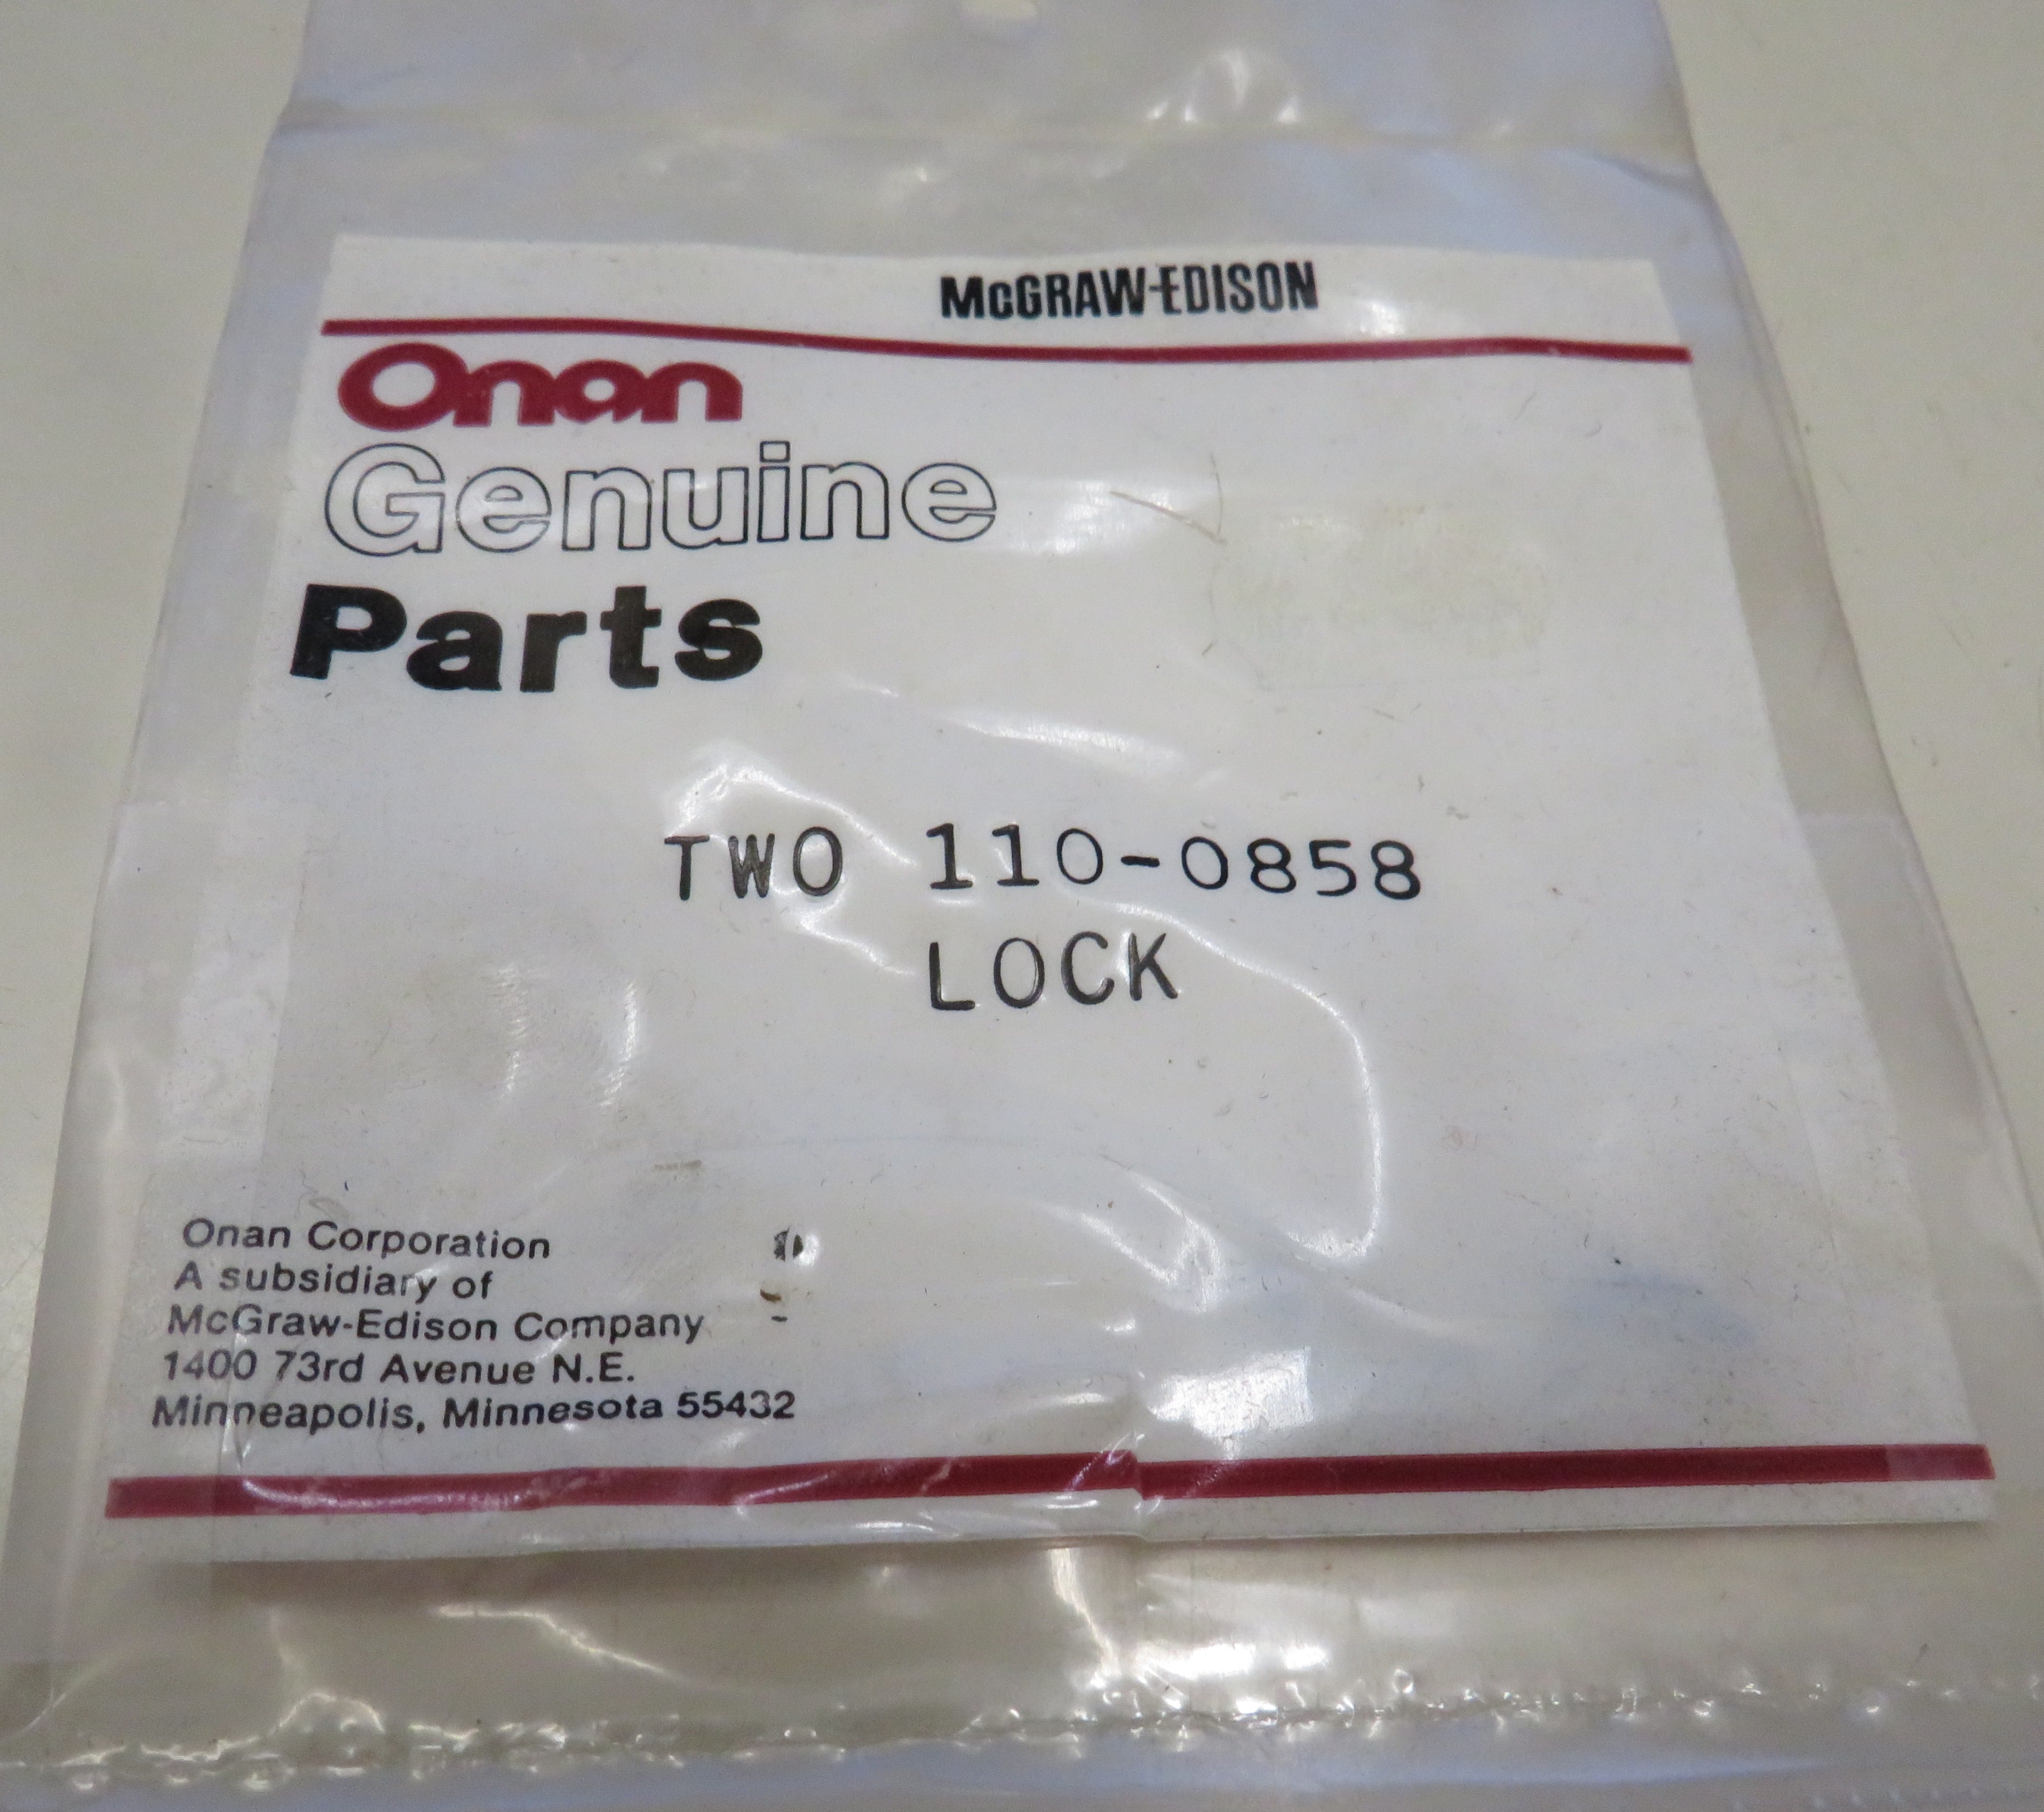 McGRAW-EDISON
Onan
Genuine
Parts
TWO 110-0858
LOCK
Onan Corporation
A subsidiary of
McGraw-Edison Company
1400 73rd Avenue N.E.
Minneapolis, Minnesota 55432